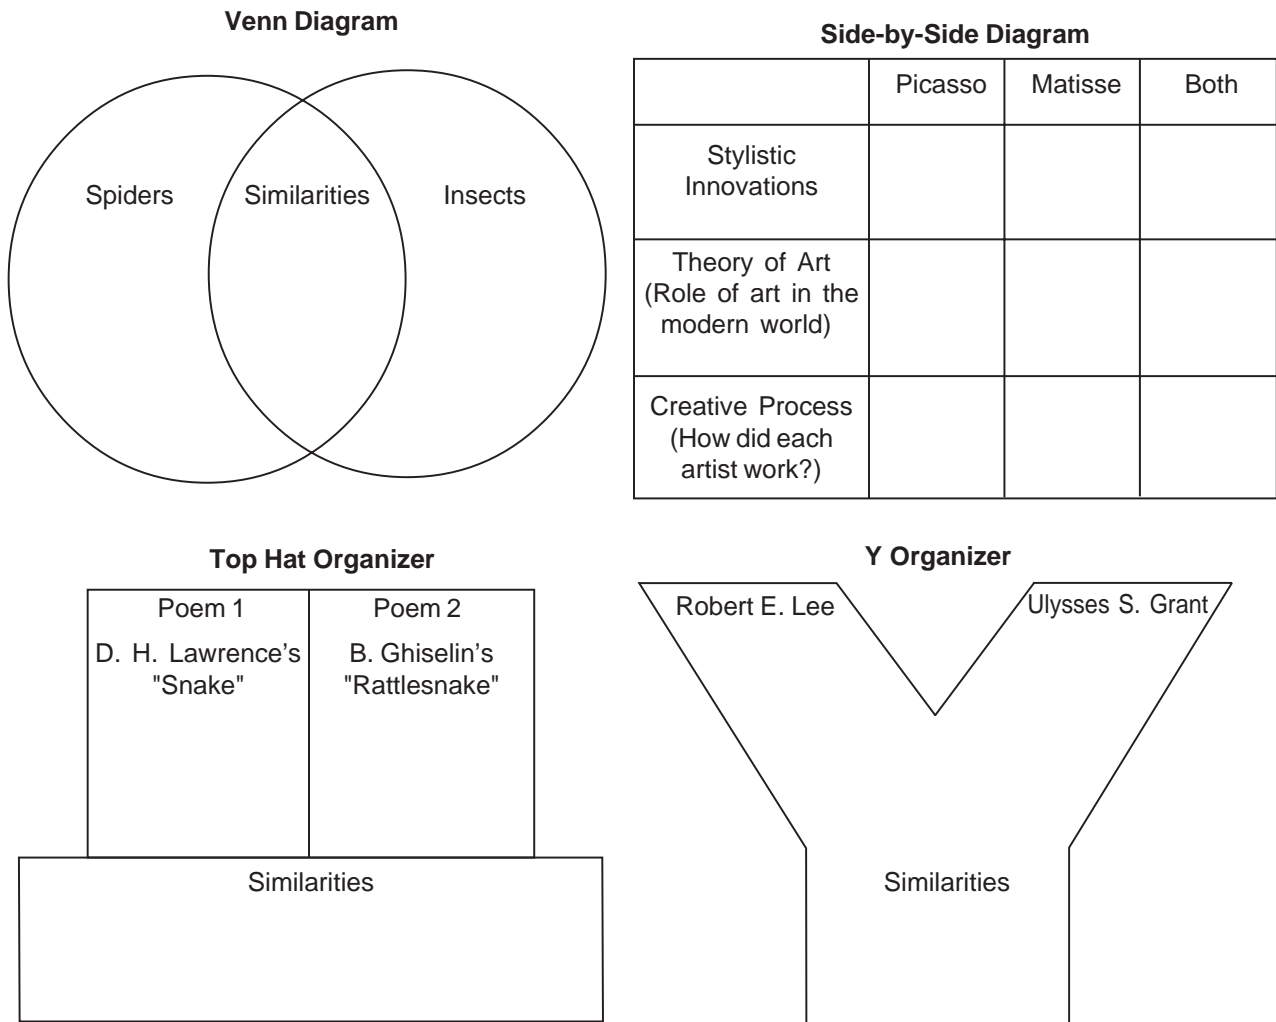 Venn Diagram
Spiders
Similarities
Insects
Side-by-Side Diagram
Picasso
Matisse
Both
Stylistic
Innovations
Theory of Art
(Role of art in the
modern world)
Creative Process
(How did each
artist work?)
Top Hat Organizer
Poem 1
D. H. Lawrence's
"Snake"
Poem 2
B. Ghiselin's
"Rattlesnake"
Similarities
Y Organizer
Robert E. Lee
Ulysses S. Grant
Similarities